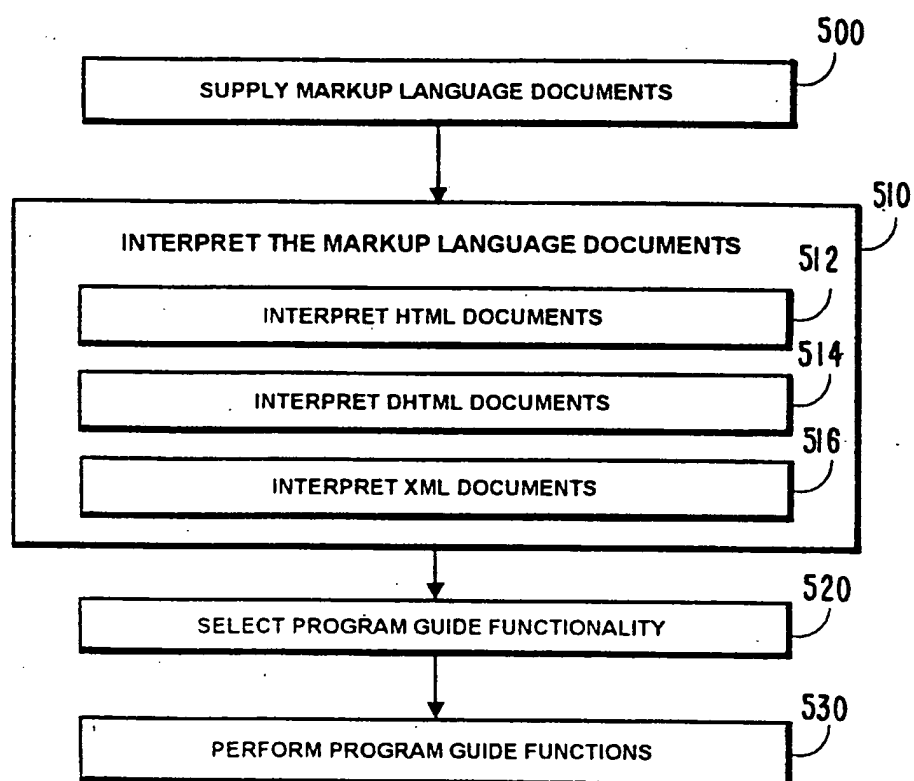 500
SUPPLY MARKUP LANGUAGE DOCUMENTS
510
INTERPRET THE MARKUP LANGUAGE DOCUMENTS
512
INTERPRET HTML DOCUMENTS
514
INTERPRET DHTML DOCUMENTS
516
INTERPRET XML DOCUMENTS
520
SELECT PROGRAM GUIDE FUNCTIONALITY
530
PERFORM PROGRAM GUIDE FUNCTIONS